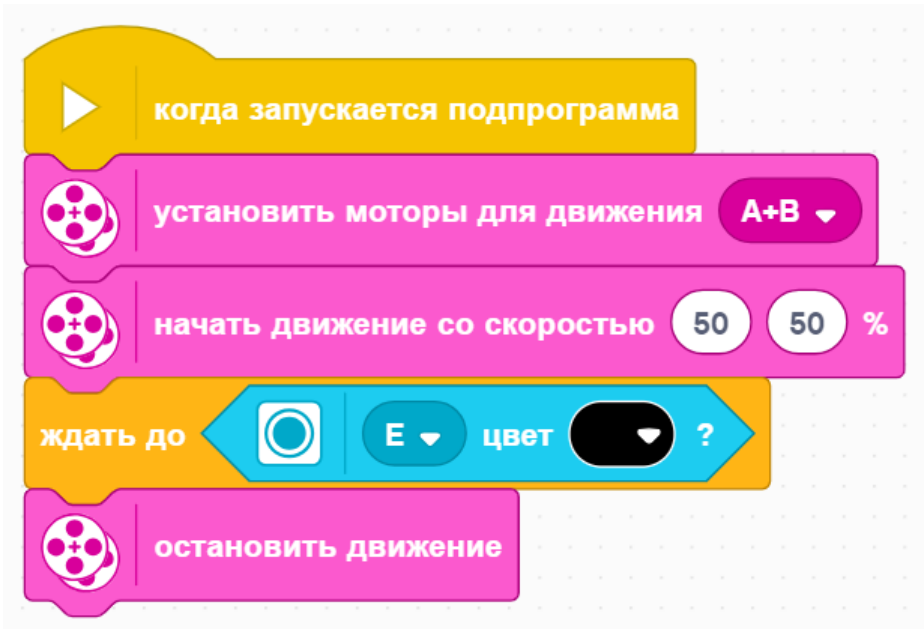 когда запускается подпрограмма
установить моторы для движения A+B
начать движение со скоростью 50 50 %
ждать до E цвет ?
остановить движение